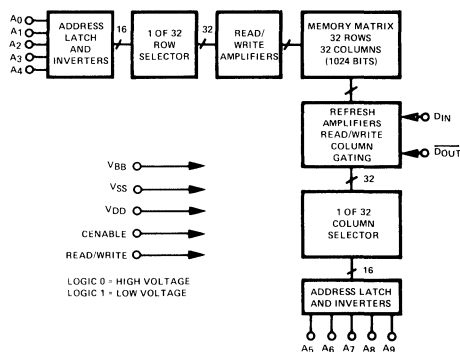 A0
A1
A2
A3
A4
ADDRESS
LATCH
AND
INVERTERS
16
1 OF 32
ROW
SELECTOR
32
READ/
WRITE
AMPLIFIERS
MEMORY MATRIX
32 ROWS
32 COLUMNS
(1024 BITS)
REFRESH
AMPLIFIERS
READ/WRITE
COLUMN
GATING
DIN
DOUT
32
1 OF 32
COLUMN
SELECTOR
16
ADDRESS LATCH
AND INVERTERS
A5 A6 A7 A8 A9
VBB
VSS
VDD
CENABLE
READ/WRITE
LOGIC 0 = HIGH VOLTAGE
LOGIC 1 = LOW VOLTAGE